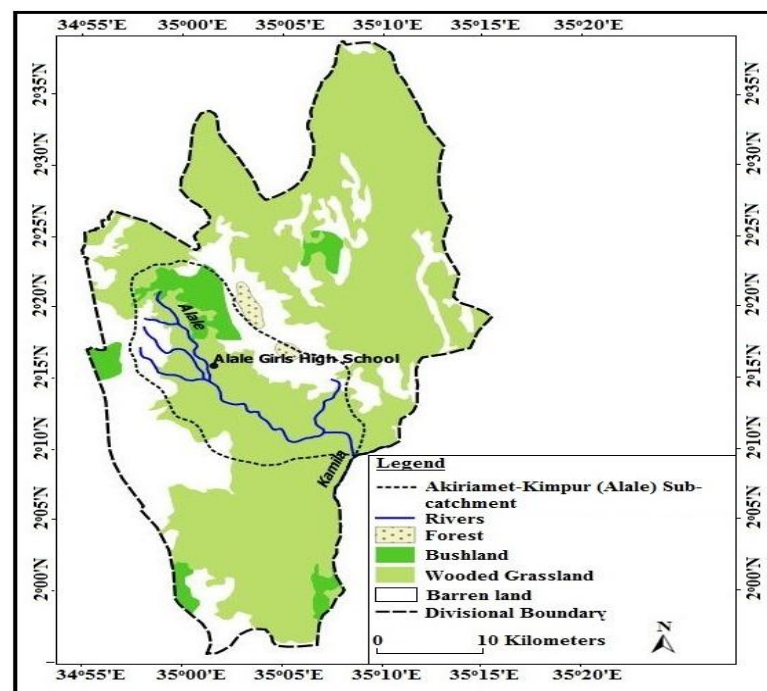 34°55'E 35°00'E 35°05'E 35°10'E 35°15'E 35°20'E
2°35'N 2°35'N
2°30'N 2°30'N
2°25'N 2°25'N
2°20'N 2°20'N
Alale
Alale Girls High School
2°15'N 2°15'N
2°10'N 2°10'N
Kamila
Legend
Akiriamet-Kimpur (Alale) Sub-
catchment
2°05'N 2°05'N
Rivers
Forest
Bushland
Wooded Grassland
2°00'N 2°00'N
Barren land
Divisional Boundary
0 10 Kilometers
N
34°55'E 35°00'E 35°05'E 35°10'E 35°15'E 35°20'E